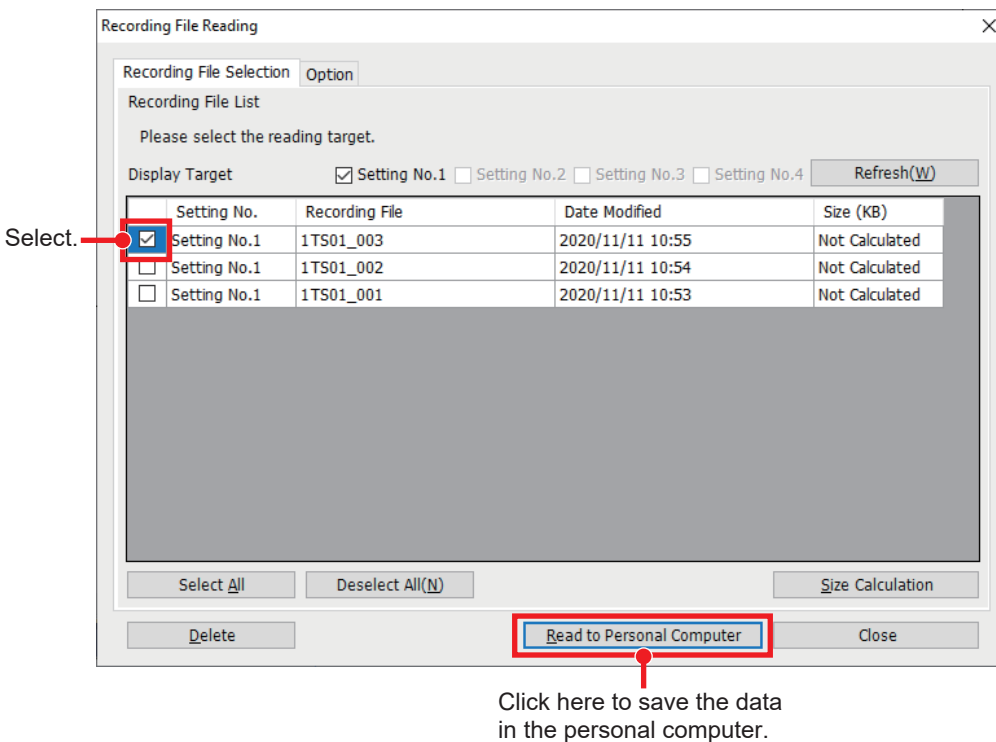 Recording File Reading
Recording File Selection Option
Recording File List
Please select the reading target.
Display Target Setting No.1 Setting No.2 Setting No.3 Setting No.4 Refresh(W)
Setting No. Recording File Date Modified Size (KB)
Select. Setting No.1 1TS01_003 2020/11/11 10:55 Not Calculated
Setting No.1 1TS01_002 2020/11/11 10:54 Not Calculated
Setting No.1 1TS01_001 2020/11/11 10:53 Not Calculated
Select All Deselect All(N) Size Calculation
Delete Read to Personal Computer Close
Click here to save the data
in the personal computer.